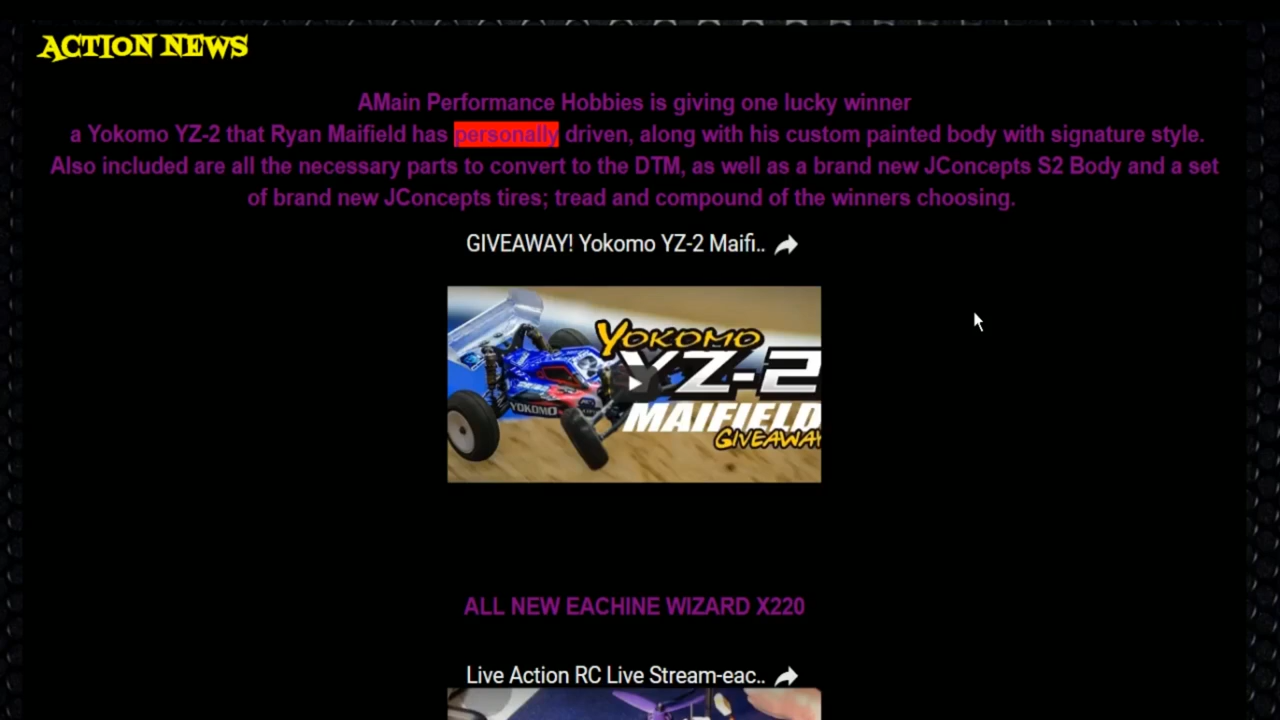 ACTION NEWS
AMain Performance Hobbies is giving one lucky winner
a Yokomo YZ-2 that Ryan Maifield has personally driven, along with his custom painted body with signature style.
Also included are all the necessary parts to convert to the DTM, as well as a brand new JConcepts S2 Body and a set
of brand new JConcepts tires; tread and compound of the winners choosing.
GIVEAWAY! Yokomo YZ-2 Maifi..
YOKOMO
YZ-2
MAIFIELD
GIVEAWAY
YOKOMO
ALL NEW EACHINE WIZARD X220
Live Action RC Live Stream-eac..